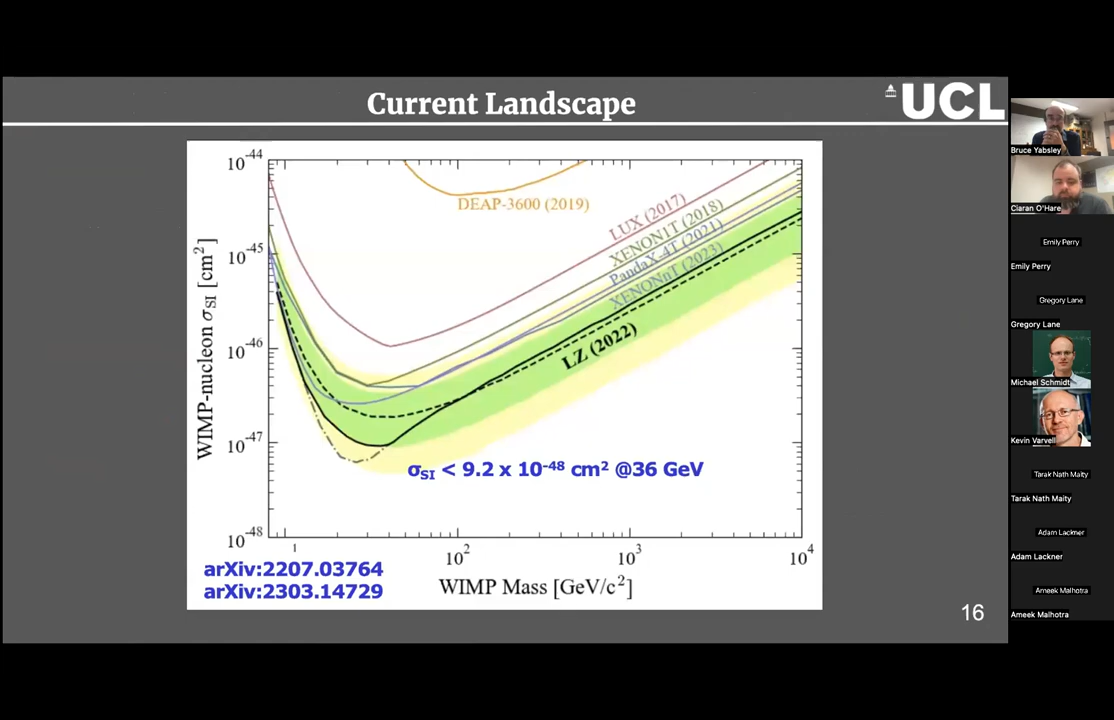 Current Landscape
UCL
10⁻⁴⁴
10⁻⁴⁵
10⁻⁴⁶
10⁻⁴⁷
10⁻⁴⁸
WIMP-nucleon σSI [cm²]
DEAP-3600 (2019)
LUX (2017)
XENON1T (2018)
PandaX-4T (2021)
XENONnT (2023)
LZ (2022)
σSI < 9.2 x 10⁻⁴⁸ cm² @36 GeV
1
10²
10³
10⁴
WIMP Mass [GeV/c²]
arXiv:2207.03764
arXiv:2303.14729
16
Bruce Yabsley
Ciaran O'Hare
Emily Perry
Emily Perry
Gregory Lane
Gregory Lane
Michael Schmidt
Kevin Varvell
Tarak Nath Maity
Tarak Nath Maity
Adam Lackner
Adam Lackner
Ameek Malhotra
Ameek Malhotra